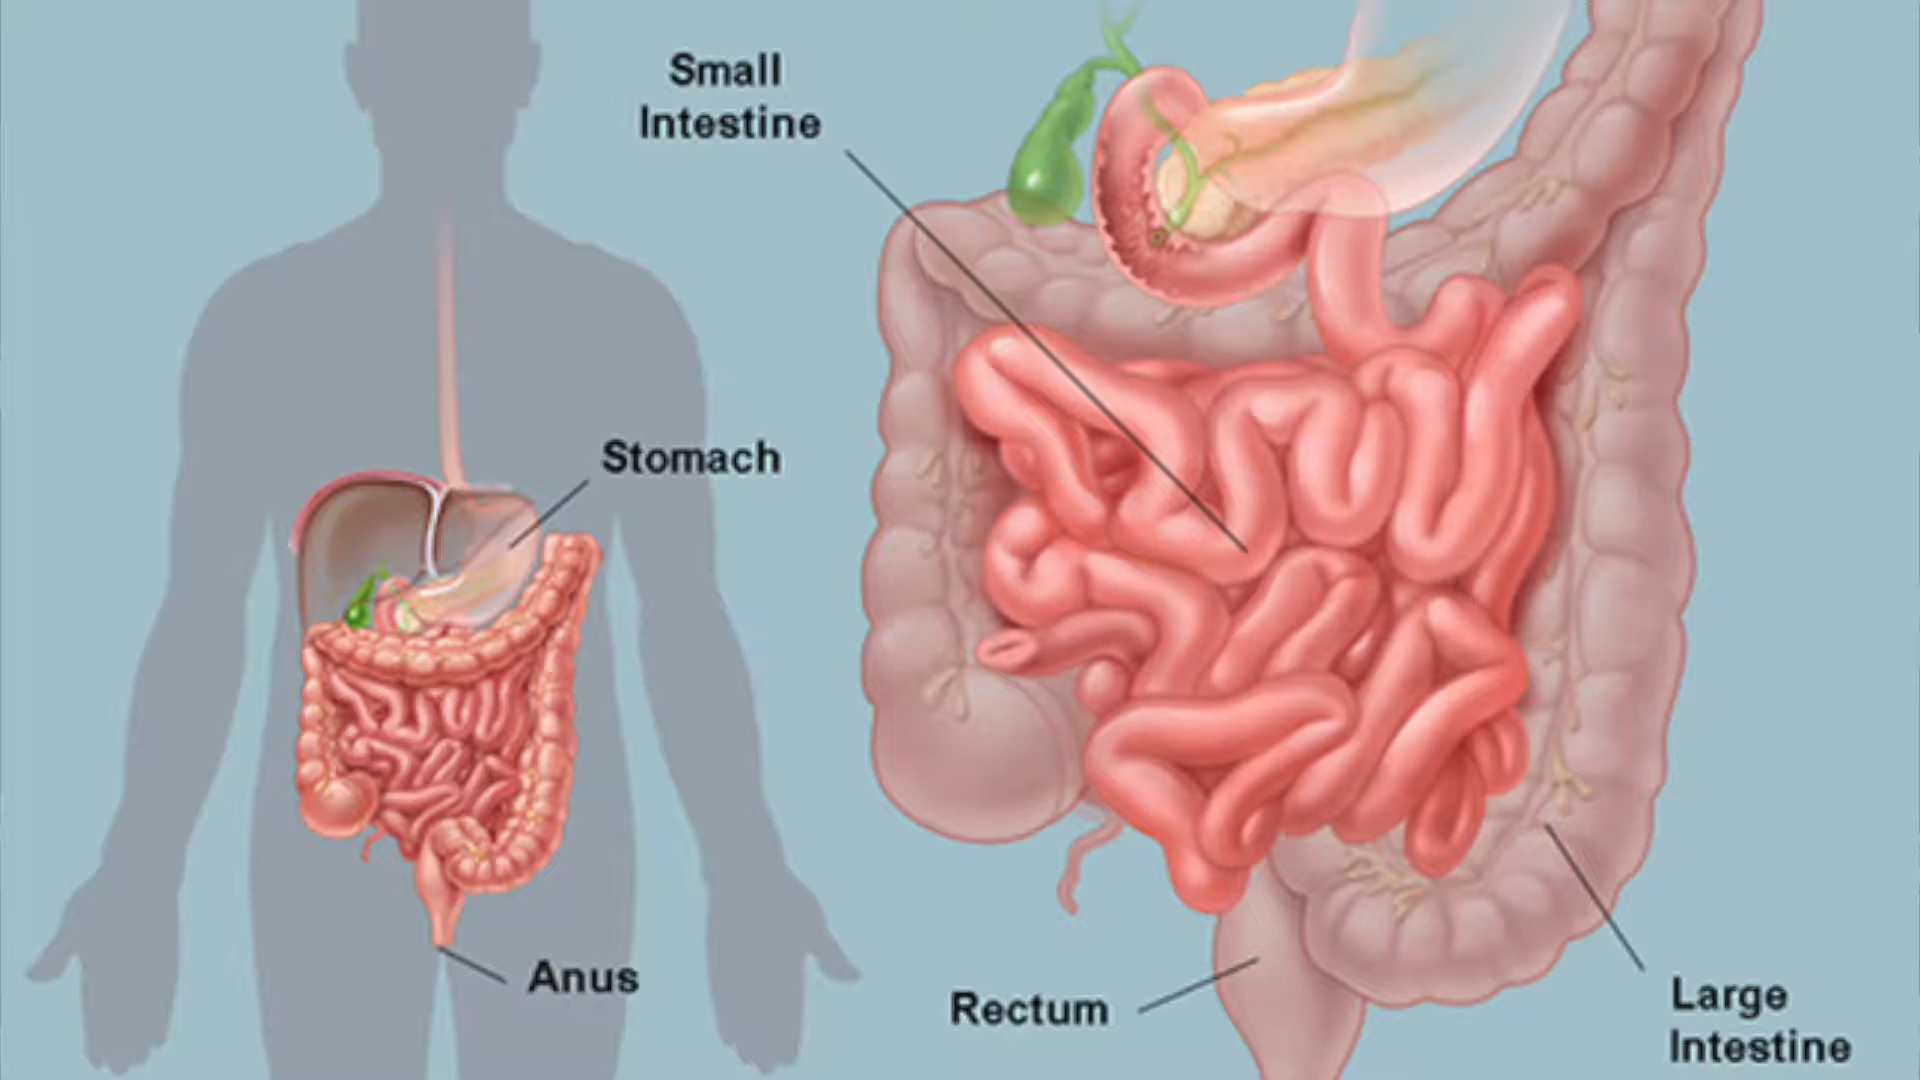 Small
Intestine
Stomach
Anus
Rectum
Large
Intestine